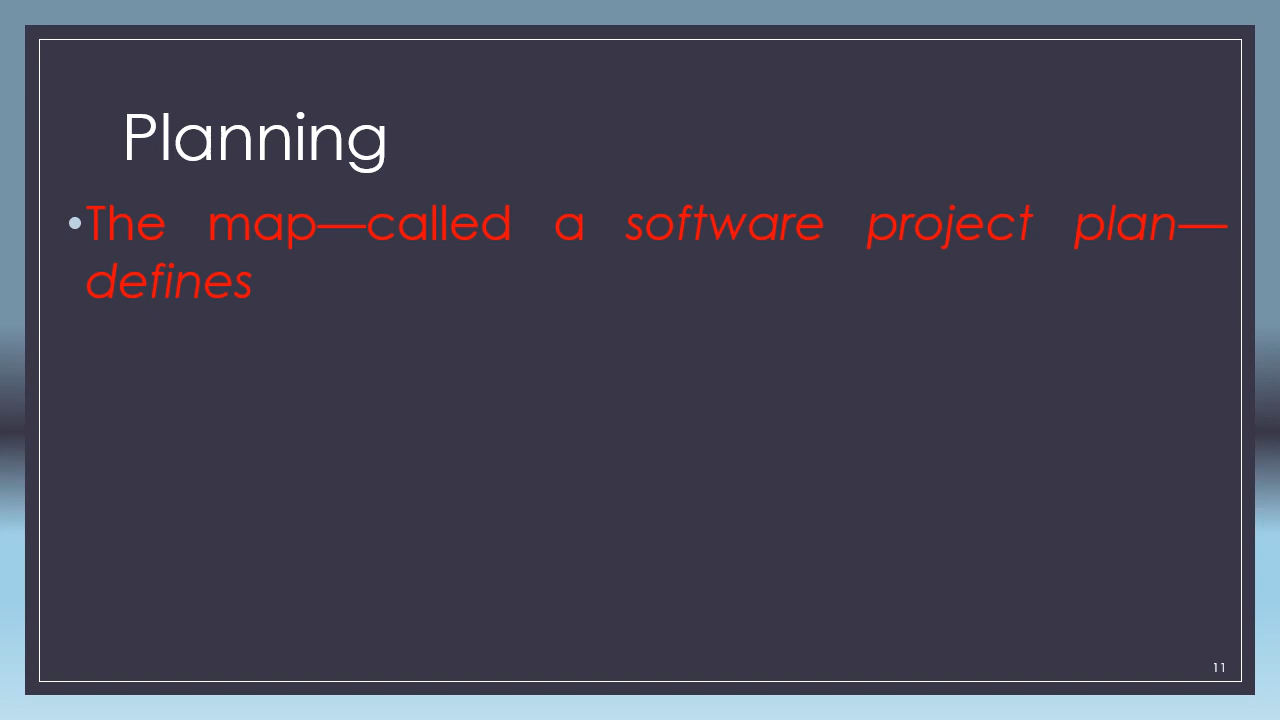 Planning
•The map—called a software project plan—
defines
11